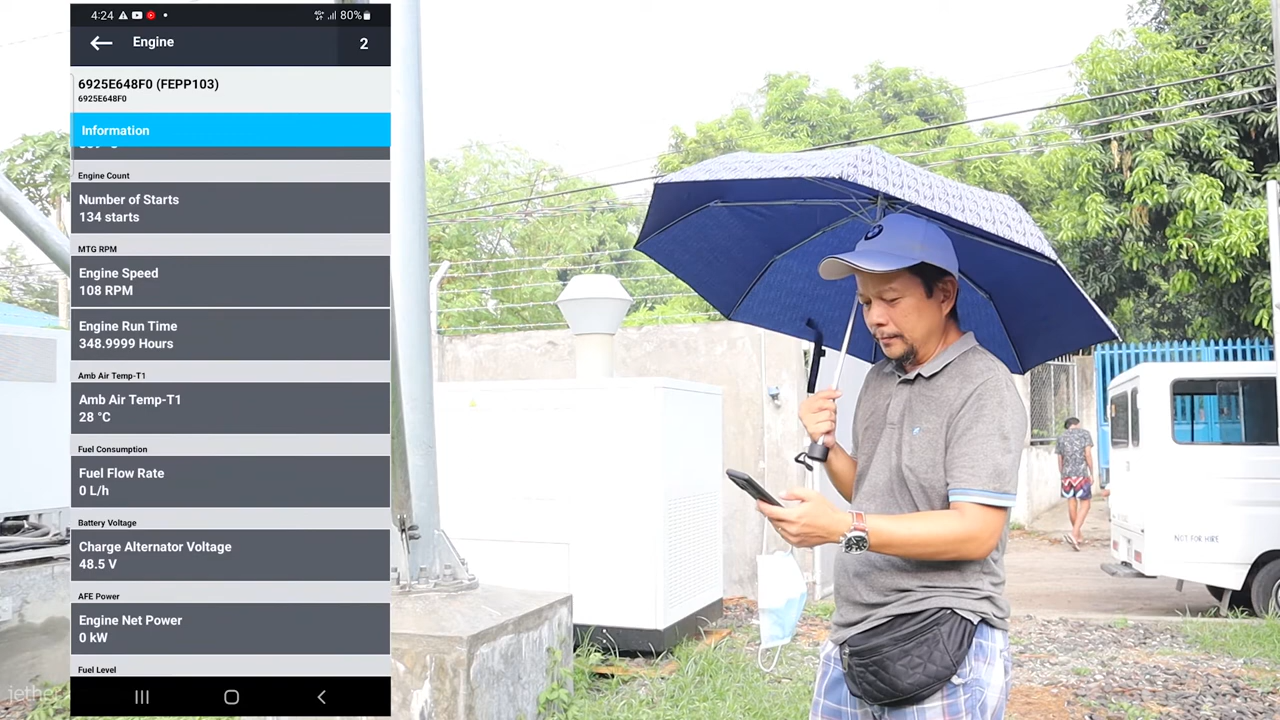 4:24
4G+
80%
Engine
2
6925E648F0 (FEPP103)
6925E648F0
Information
Engine Count
Number of Starts
134 starts
MTG RPM
Engine Speed
108 RPM
Engine Run Time
348.9999 Hours
Amb Air Temp-T1
Amb Air Temp-T1
28 °C
Fuel Consumption
Fuel Flow Rate
0 L/h
Battery Voltage
Charge Alternator Voltage
48.5 V
AFE Power
Engine Net Power
0 kW
Fuel Level
NOT FOR HIRE